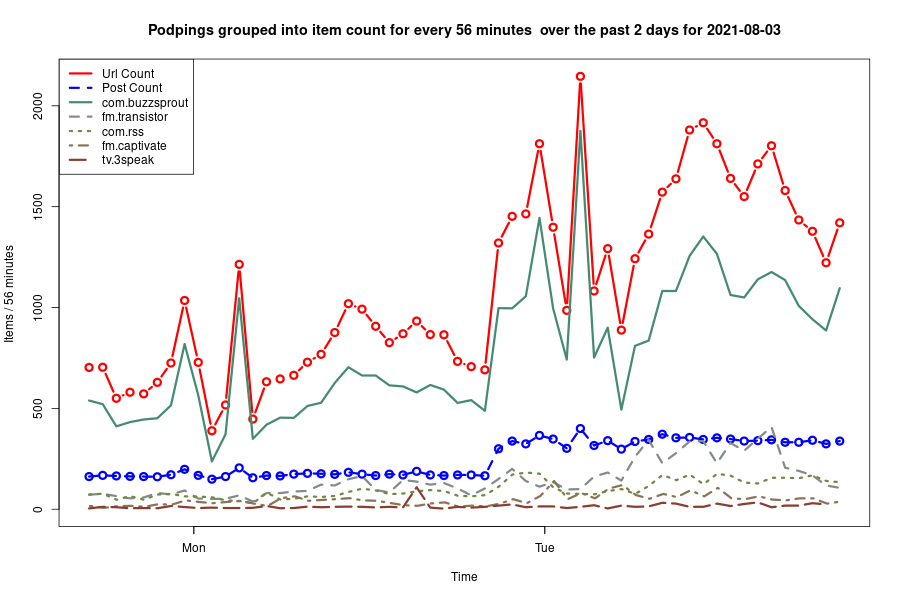 Podpings grouped into item count for every 56 minutes  over the past 2 days for 2021-08-03
Url Count
Post Count
com.buzzsprout
fm.transistor
com.rss
fm.captivate
tv.3speak
2000
1500
1000
500
0
Items / 56 minutes
Mon
Tue
Time